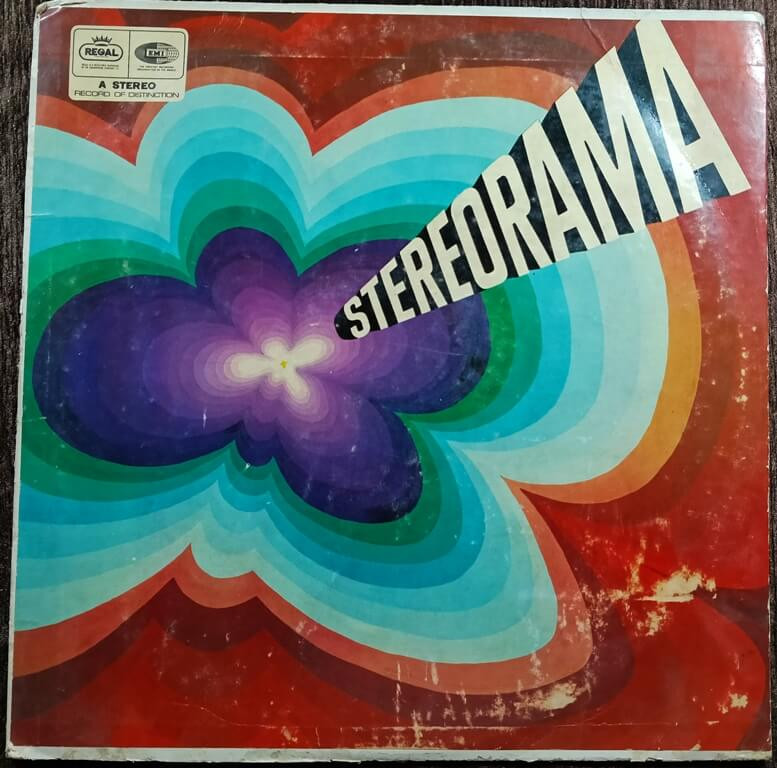 REGAL
EMI
A STEREO
RECORD OF DISTINCTION
STEREORAMA